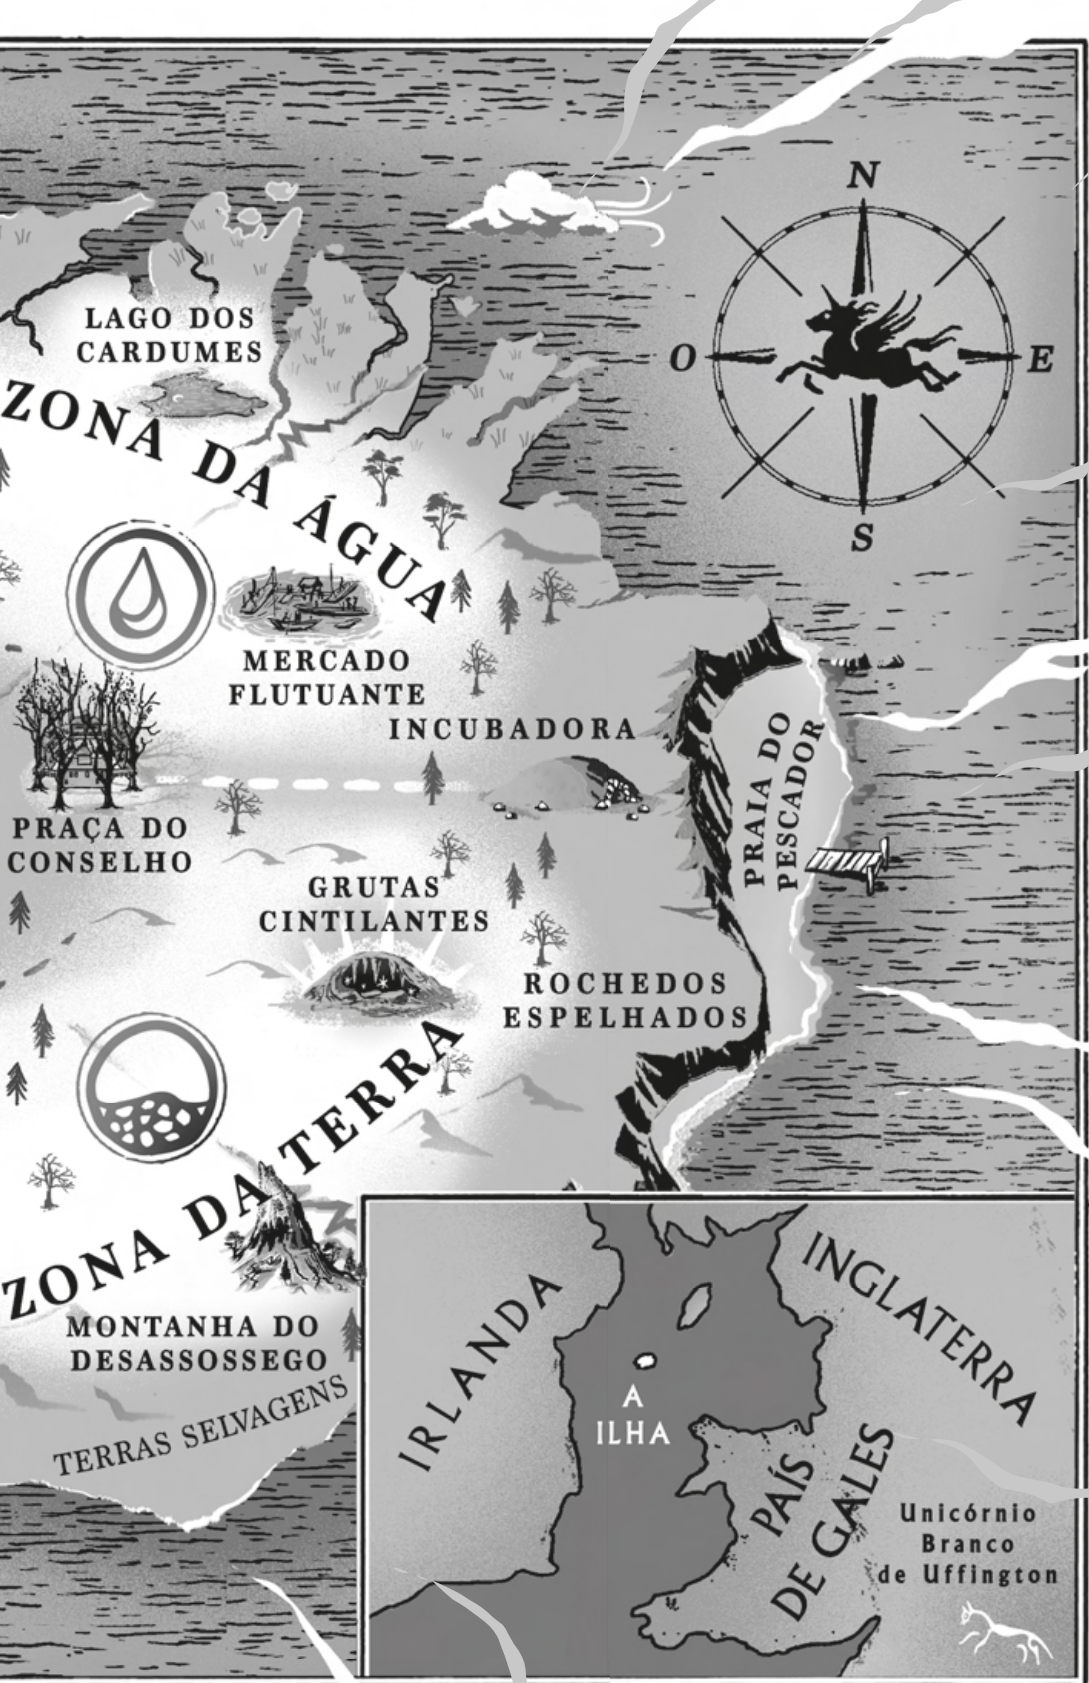 N
O
E
S
LAGO DOS
CARDUMES
ZONA DA ÁGUA
MERCADO
FLUTUANTE
INCUBADORA
PRAIA DO
PESCADOR
PRAÇA DO
CONSELHO
GRUTAS
CINTILANTES
ROCHEDOS
ESPELHADOS
ZONA DA TERRA
MONTANHA DO
DESASSOSSEGO
TERRAS SELVAGENS
IRLANDA
INGLATERRA
A
ILHA
PAÍS
DE GALES
Unicórnio
Branco
de Uffington